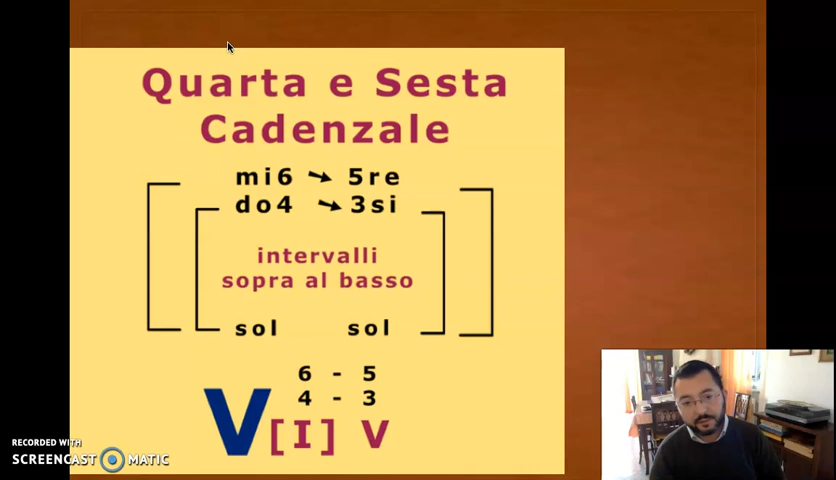 Quarta e Sesta
Cadenzale
mi6 → 5re
do4 → 3si
intervalli
sopra al basso
sol sol
6 - 5
4 - 3
V [I] V
RECORDED WITH
SCREENCAST MATIC